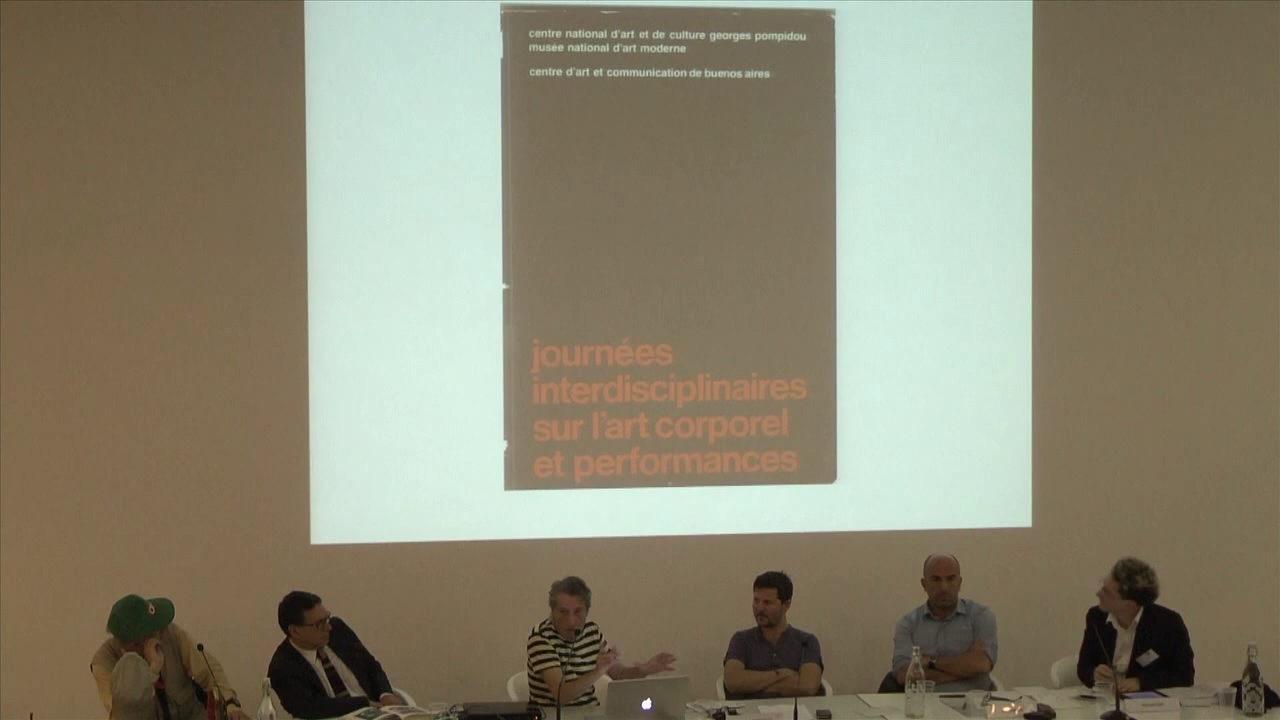 centre national d'art et de culture georges pompidou
musée national d'art moderne
centre d'art et communication de buenos aires
journées
interdisciplinaires
sur l'art corporel
et performances